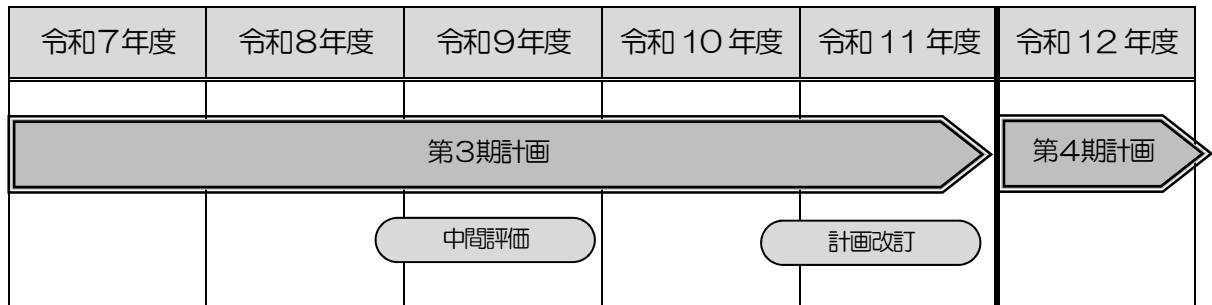 令和7年度 令和8年度 令和9年度 令和10年度 令和11年度 令和12年度
第3期計画 第4期計画
中間評価 計画改訂